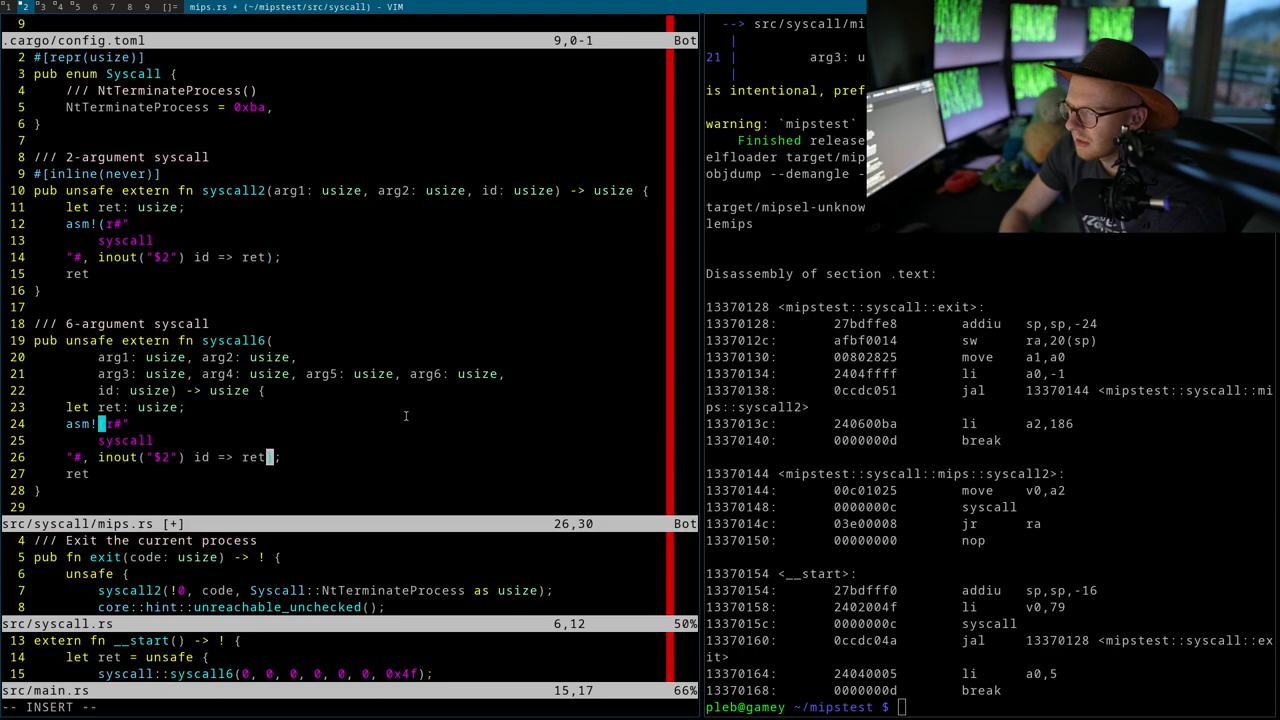 1 2 3 4 5 6 7 8 9 []= mips.rs + (~/mipstest/src/syscall) - VIM
9
.cargo/config.toml 9,0-1 Bot
2 #[repr(usize)]
3 pub enum Syscall {
4 /// NtTerminateProcess()
5 NtTerminateProcess = 0xba,
6 }
7
8 /// 2-argument syscall
9 #[inline(never)]
10 pub unsafe extern fn syscall2(arg1: usize, arg2: usize, id: usize) -> usize {
11 let ret: usize;
12 asm!(r#"
13 syscall
14 "#, inout("$2") id => ret);
15 ret
16 }
17
18 /// 6-argument syscall
19 pub unsafe extern fn syscall6(
20 arg1: usize, arg2: usize,
21 arg3: usize, arg4: usize, arg5: usize, arg6: usize,
22 id: usize) -> usize {
23 let ret: usize;
24 asm!(r#"
25 syscall
26 "#, inout("$2") id => ret);
27 ret
28 }
29
src/syscall/mips.rs [+] 26,30 Bot
4 /// Exit the current process
5 pub fn exit(code: usize) -> ! {
6 unsafe {
7 syscall2(!0, code, Syscall::NtTerminateProcess as usize);
8 core::hint::unreachable_unchecked();
src/syscall.rs 6,12 50%
13 extern fn __start() -> ! {
14 let ret = unsafe {
15 syscall::syscall6(0, 0, 0, 0, 0, 0, 0x4f);
src/main.rs 15,17 66%
-- INSERT --
--> src/syscall/mi
|
21 | arg3: u
|
is intentional, pref
warning: `mipstest`
Finished release
elfloader target/mip
objdump --demangle -
target/mipsel-unknow
lemips
Disassembly of section .text:
13370128 <mipstest::syscall::exit>:
13370128: 27bdffe8 addiu sp,sp,-24
1337012c: afbf0014 sw ra,20(sp)
13370130: 00802825 move a1,a0
13370134: 2404ffff li a0,-1
13370138: 0ccdc051 jal 13370144 <mipstest::syscall::mi
ps::syscall2>
1337013c: 240600ba li a2,186
13370140: 0000000d break
13370144 <mipstest::syscall::mips::syscall2>:
13370144: 00c01025 move v0,a2
13370148: 0000000c syscall
1337014c: 03e00008 jr ra
13370150: 00000000 nop
13370154 <__start>:
13370154: 27bdfff0 addiu sp,sp,-16
13370158: 2402004f li v0,79
1337015c: 0000000c syscall
13370160: 0ccdc04a jal 13370128 <mipstest::syscall::ex
it>
13370164: 24040005 li a0,5
13370168: 0000000d break
pleb@gamey ~/mipstest $